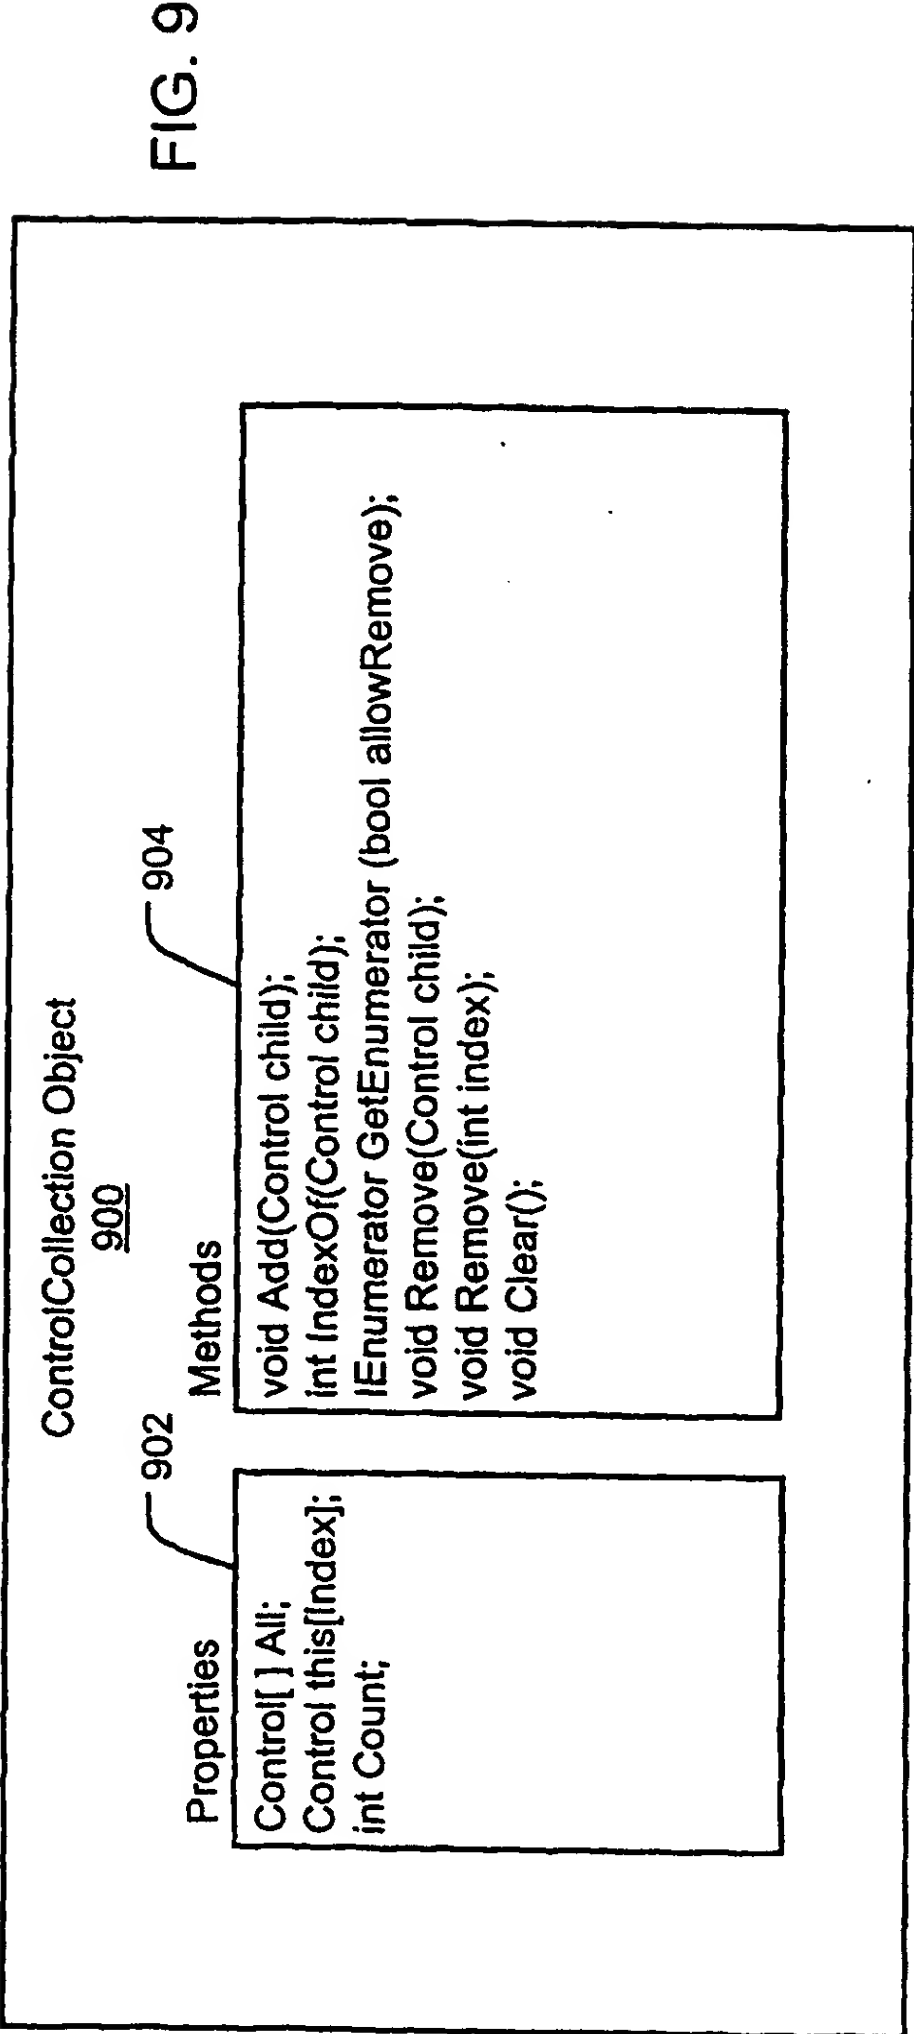 ControlCollection Object
900
Properties
902
Control[ ] All;
Control this[Index];
int Count;
Methods
904
void Add(Control child);
int IndexOf(Control child);
IEnumerator GetEnumerator (bool allowRemove);
void Remove(Control child);
void Remove(int index);
void Clear();
FIG. 9